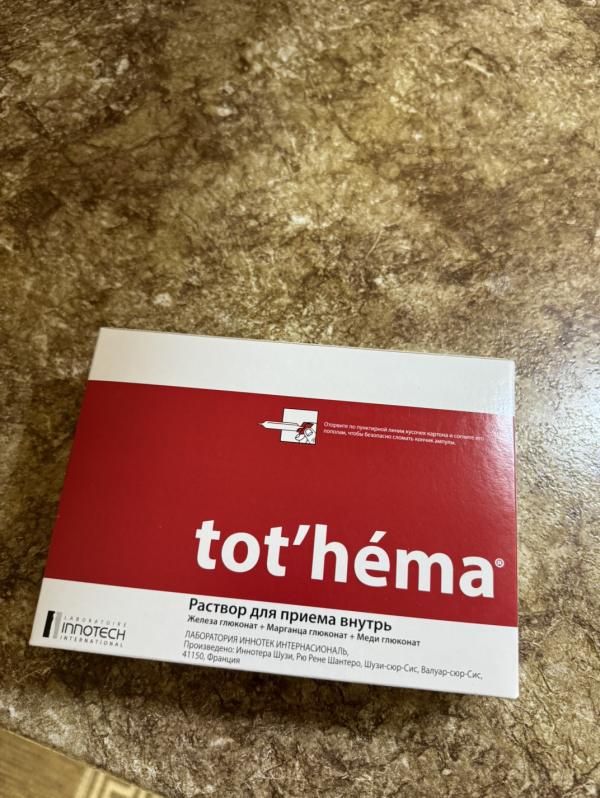 Оторвите по пунктирной линии кусочек картона и согните его
пополам, чтобы безопасно сломать кончик ампулы.
tot'héma®
Раствор для приема внутрь
Железа глюконат + Марганца глюконат + Меди глюконат
LABORATOIRE
INNOTECH
INTERNATIONAL
ЛАБОРАТОРИЯ ИННОТЕК ИНТЕРНАСИОНАЛЬ,
Произведено: Иннотера Шузи, Рю Рене Шантеро, Шузи-сюр-Сис, Валуар-сюр-Сис,
41150, Франция